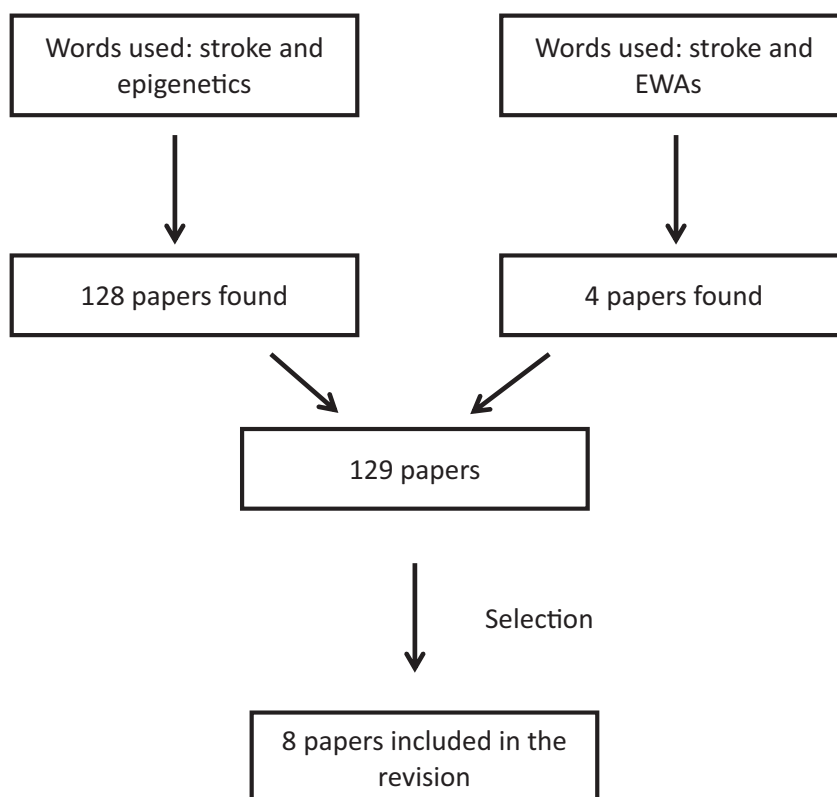 Words used: stroke and
epigenetics
Words used: stroke and
EWAs
128 papers found
4 papers found
129 papers
Selection
8 papers included in the
revision